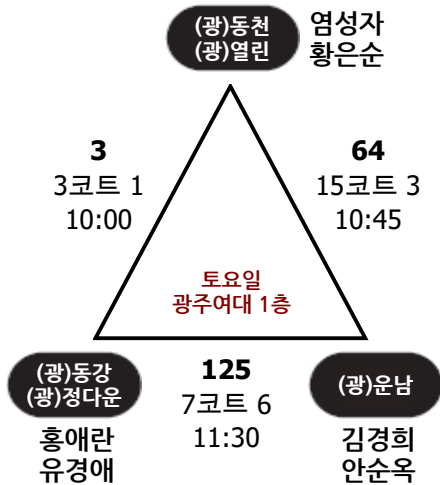 (광)동천
(광)열린
염성자
황은순
3
3코트 1
10:00
64
15코트 3
10:45
토요일
광주여대 1층
(광)동강
(광)정다운
홍애란
유경애
125
7코트 6
11:30
(광)운남
김경희
안순옥